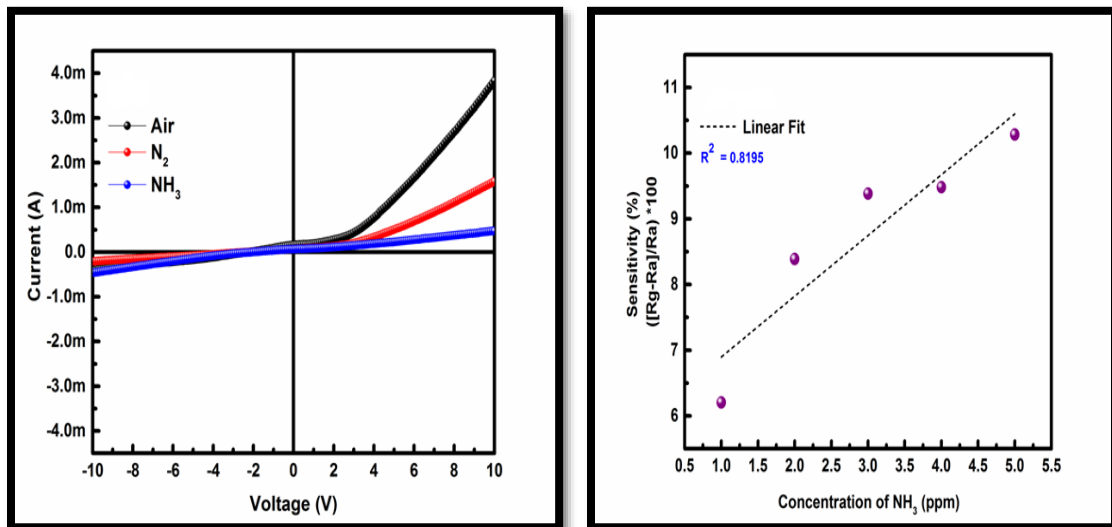 4.0m
3.0m
2.0m
1.0m
0.0
-1.0m
-2.0m
-3.0m
-4.0m
Current (A)
Air
N₂
NH₃
-10 -8 -6 -4 -2 0 2 4 6 8 10
Voltage (V)
11
10
9
8
7
6
Sensitivity (%)
([Rg-Ra]/Ra) *100
Linear Fit
R² = 0.8195
0.5 1.0 1.5 2.0 2.5 3.0 3.5 4.0 4.5 5.0 5.5
Concentration of NH₃ (ppm)